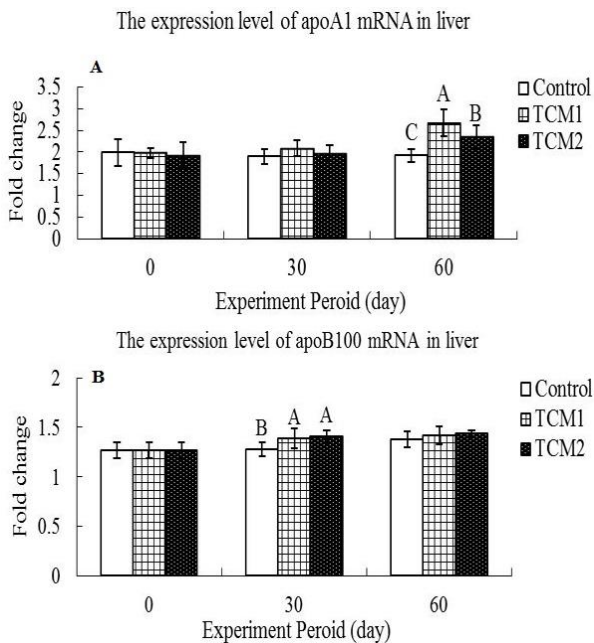 The expression level of apoA1 mRNA in liver
A
3.5
3
2.5
2
1.5
1
0.5
0
Fold change
C
A
B
Control
TCM1
TCM2
0 30 60
Experiment Peroid (day)
The expression level of apoB100 mRNA in liver
B
2
1.5
1
0.5
0
Fold change
B A A
Control
TCM1
TCM2
0 30 60
Experiment Peroid (day)